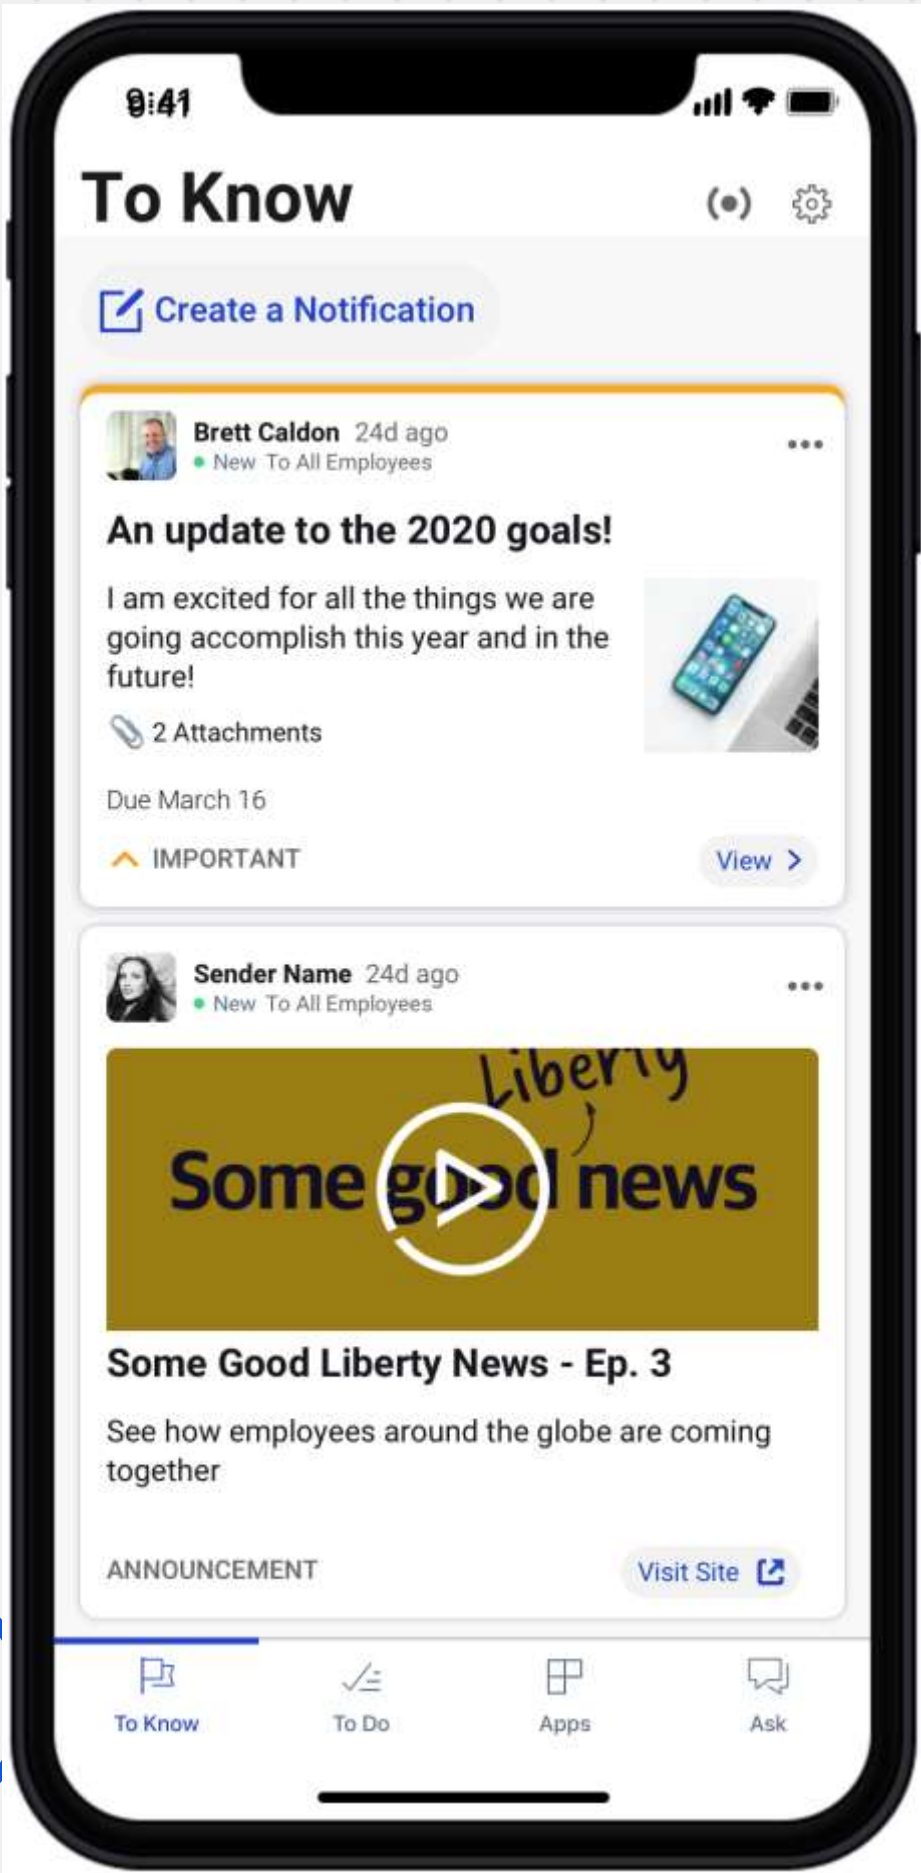 9:41
To Know
Create a Notification
Brett Caldon 24d ago
New To All Employees
An update to the 2020 goals!
I am excited for all the things we are
going accomplish this year and in the
future!
2 Attachments
Due March 16
IMPORTANT
View
Sender Name 24d ago
New To All Employees
Liberty
Some good news
Some Good Liberty News - Ep. 3
See how employees around the globe are coming
together
ANNOUNCEMENT
Visit Site
To Know
To Do
Apps
Ask